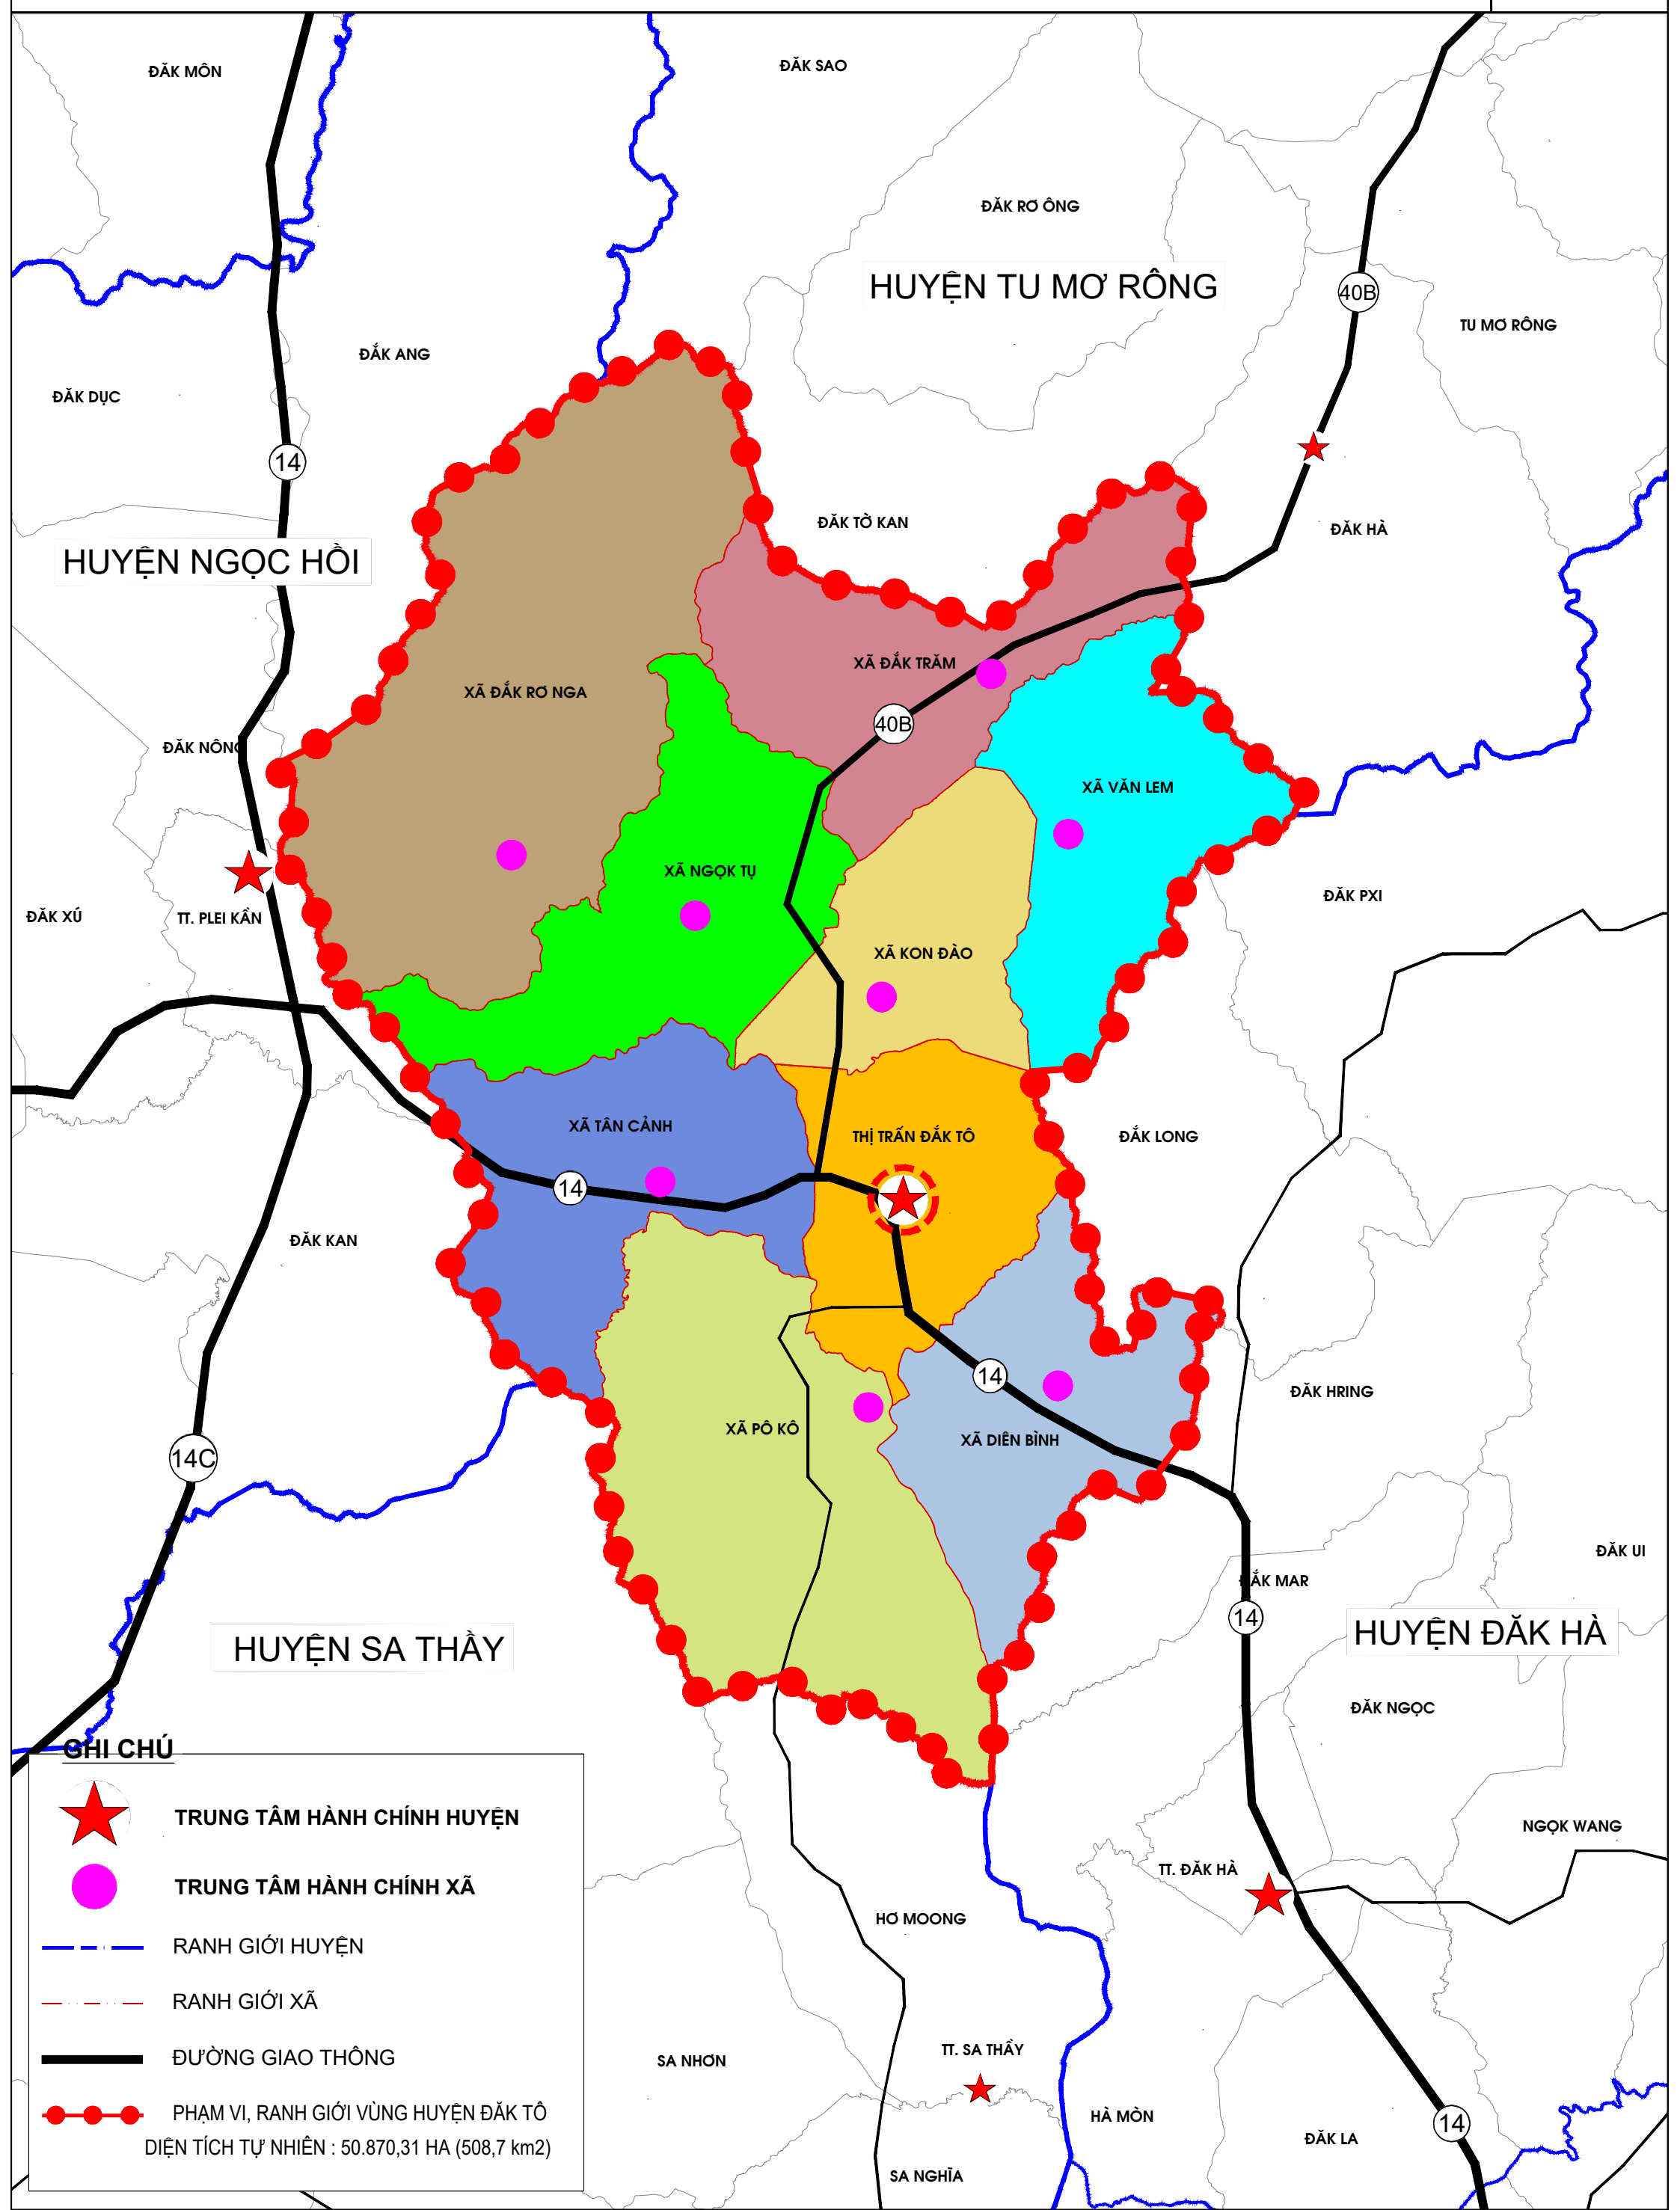 ĐĂK MÔN
ĐĂK SAO
ĐĂK RƠ ÔNG
HUYỆN TU MƠ RÔNG
40B
TU MƠ RÔNG
ĐẮK ANG
ĐĂK DỤC
14
ĐĂK TỜ KAN
ĐĂK HÀ
HUYỆN NGỌC HỒI
XÃ ĐẮK TRĂM
XÃ ĐẮK RƠ NGA
40B
ĐĂK NÔNG
XÃ VĂN LEM
XÃ NGỌK TỤ
ĐĂK PXI
ĐĂK XÚ
TT. PLEI KẦN
XÃ KON ĐÀO
XÃ TÂN CẢNH
THỊ TRẤN ĐẮK TÔ
ĐẮK LONG
14
ĐĂK KAN
14
ĐĂK HRING
XÃ PÔ KÔ
XÃ DIÊN BÌNH
14C
ĐĂK UI
ĐẮK MAR
14
HUYỆN SA THẦY
HUYỆN ĐĂK HÀ
ĐĂK NGỌC
GHI CHÚ
TRUNG TÂM HÀNH CHÍNH HUYỆN
NGỌK WANG
TT. ĐĂK HÀ
TRUNG TÂM HÀNH CHÍNH XÃ
HƠ MOONG
RANH GIỚI HUYỆN
RANH GIỚI XÃ
TT. SA THẦY
ĐƯỜNG GIAO THÔNG
SA NHƠN
PHẠM VI, RANH GIỚI VÙNG HUYỆN ĐĂK TÔ
HÀ MÒN
14
ĐĂK LA
DIỆN TÍCH TỰ NHIÊN : 50.870,31 HA (508,7 km2)
SA NGHĨA